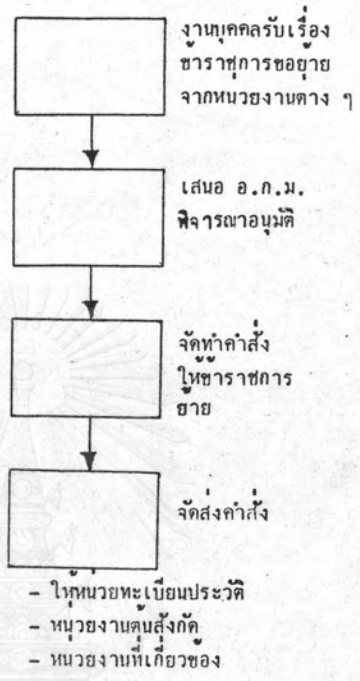 งานบุคคลรับเรื่อง
ข้าราชการขอย้าย
จากหน่วยงานต่าง ๆ
เสนอ อ.ก.ม.
พิจารณาอนุมัติ
จัดทำคำสั่ง
ให้ข้าราชการ
ย้าย
จัดส่งคำสั่ง
- ให้หน่วยทะเบียนประวัติ
- หน่วยงานต้นสังกัด
- หน่วยงานที่เกี่ยวข้อง